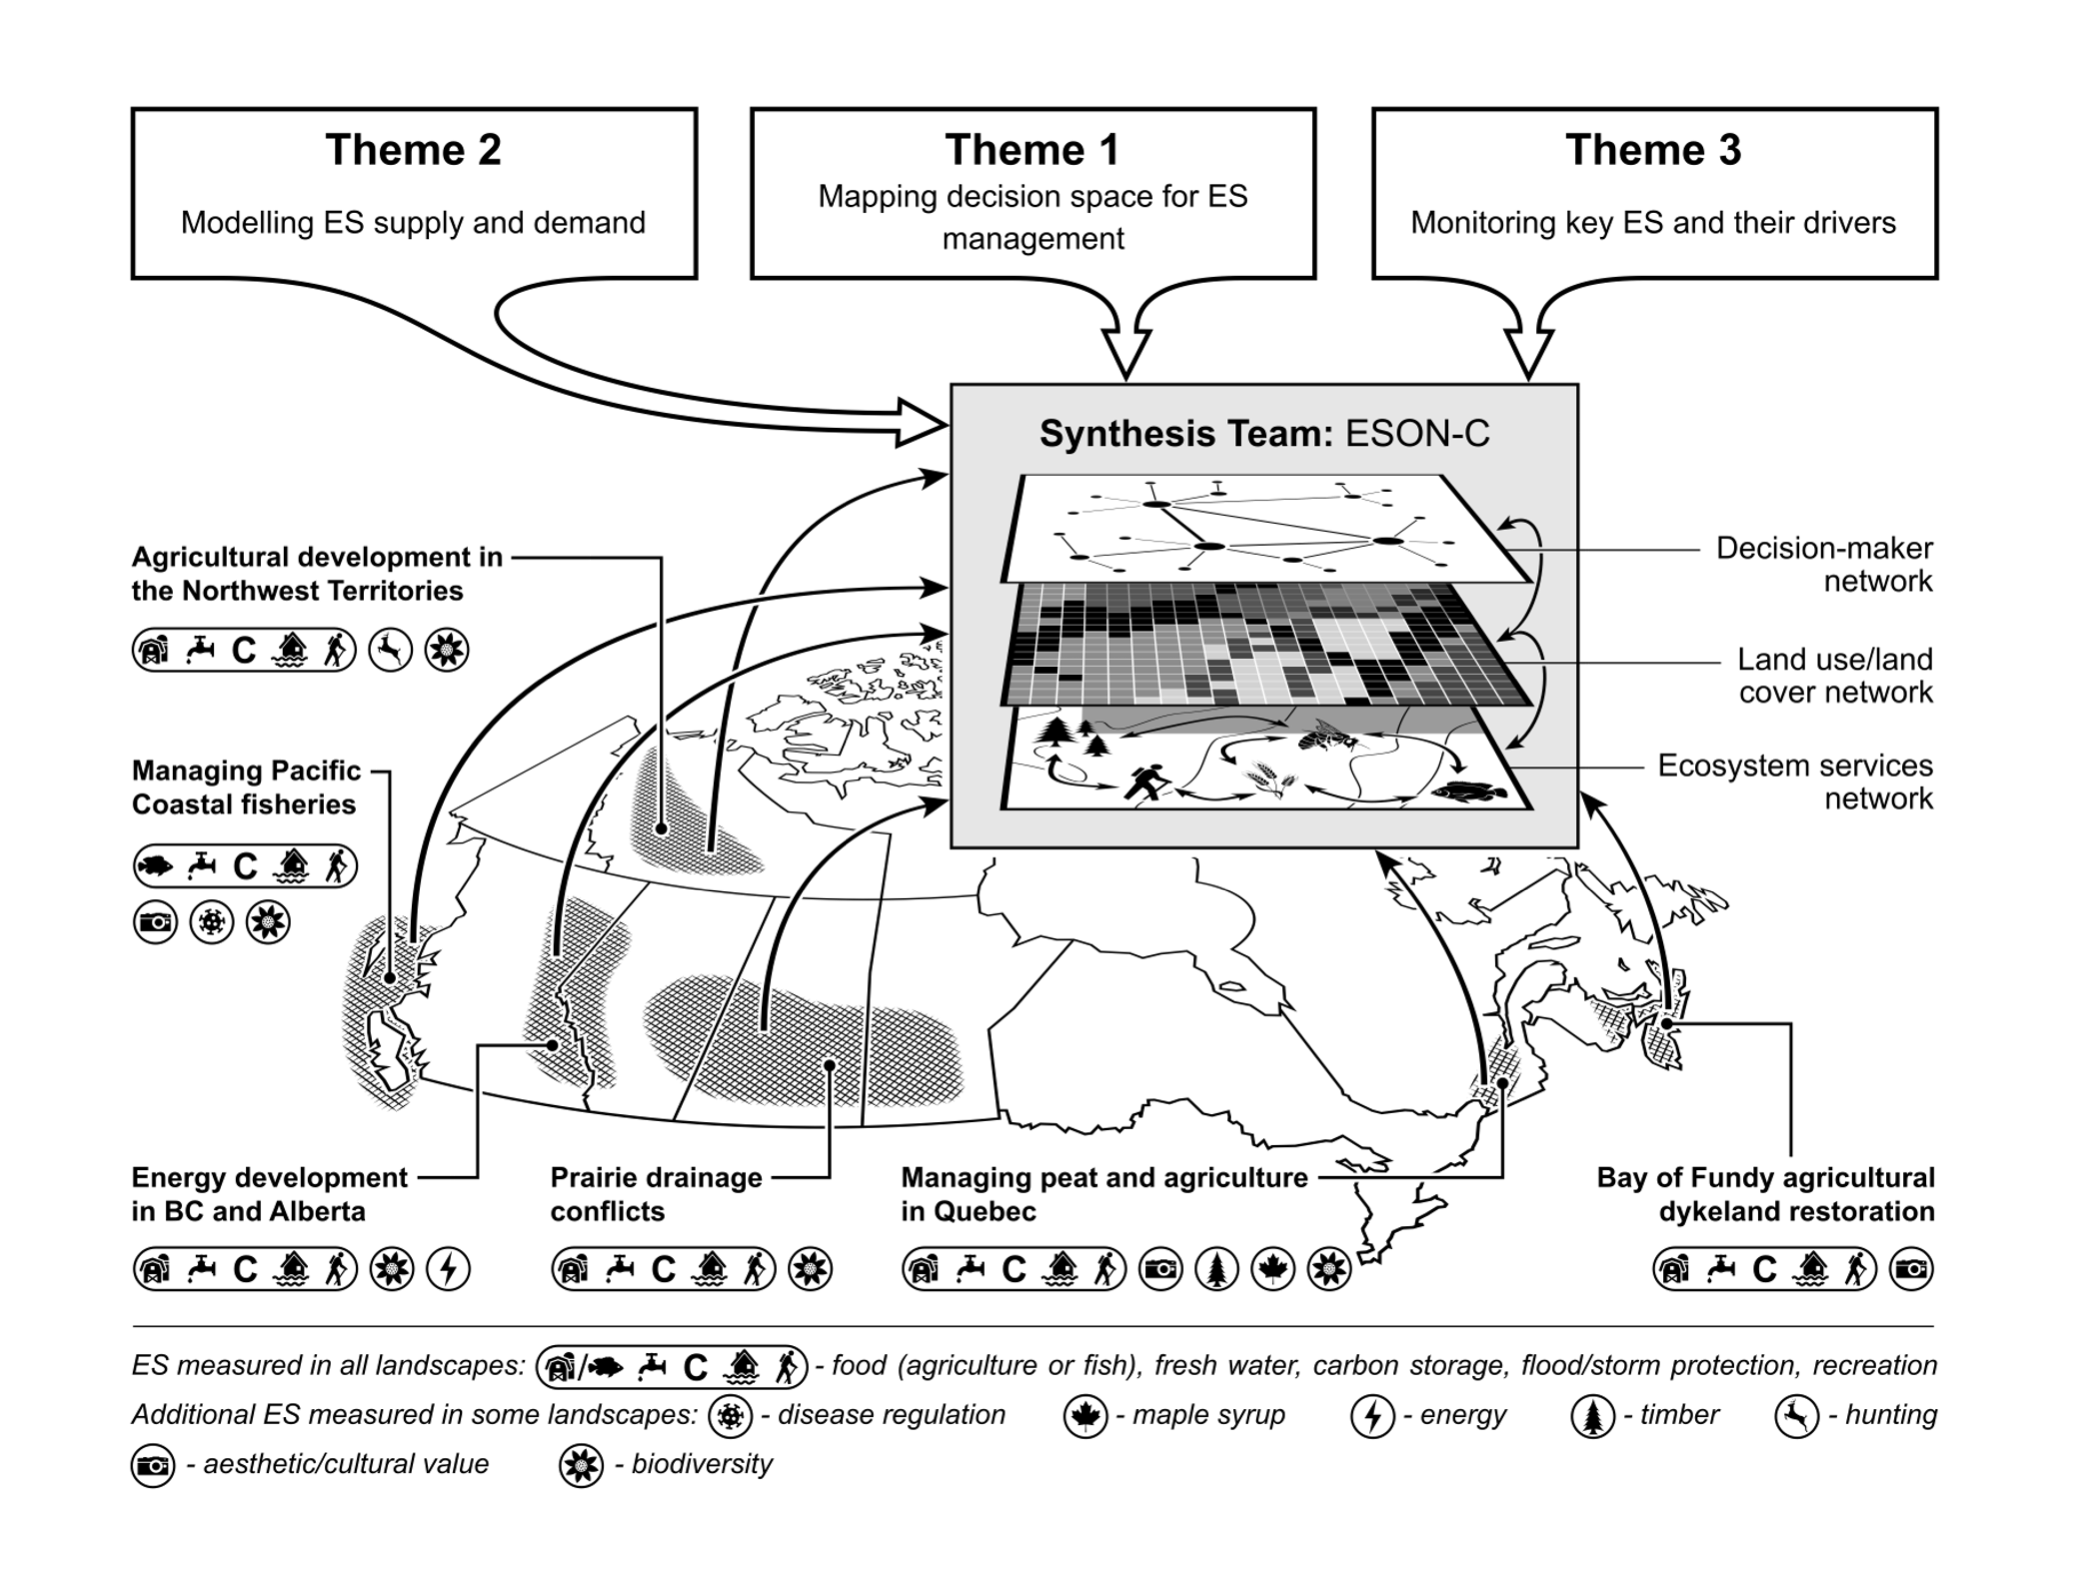 Theme 2
Modelling ES supply and demand
Theme 1
Mapping decision space for ES
management
Theme 3
Monitoring key ES and their drivers
Synthesis Team: ESON-C
Decision-maker
network
Land use/land
cover network
Ecosystem services
network
Agricultural development in
the Northwest Territories
C
Managing Pacific
Coastal fisheries
C
Energy development
in BC and Alberta
C
Prairie drainage
conflicts
C
Managing peat and agriculture
in Quebec
C
Bay of Fundy agricultural
dykeland restoration
C
ES measured in all landscapes: / C - food (agriculture or fish), fresh water, carbon storage, flood/storm protection, recreation
Additional ES measured in some landscapes: - disease regulation - maple syrup - energy - timber - hunting
- aesthetic/cultural value - biodiversity